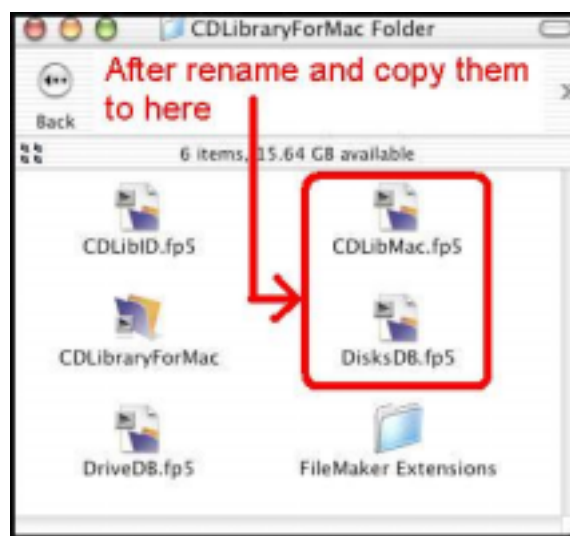 CDLibraryForMac Folder
After rename and copy them
to here
Back
6 items, 15.64 GB available
CDLibID.fp5
CDLibMac.fp5
CDLibraryForMac
DisksDB.fp5
DriveDB.fp5
FileMaker Extensions